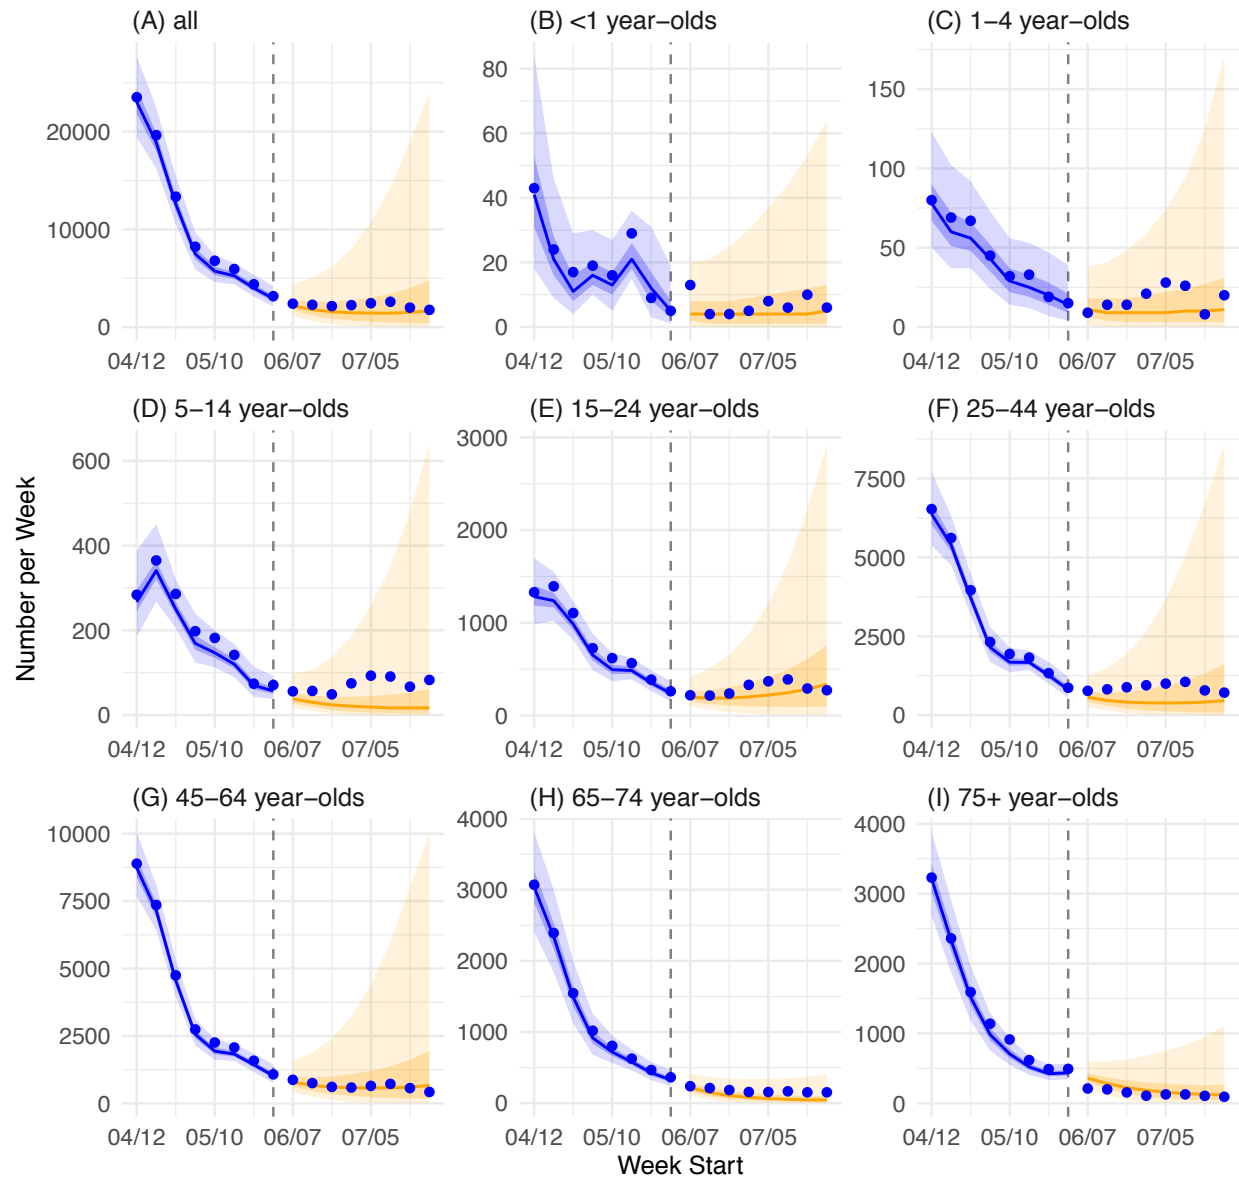 (A) all
(B) <1 year−olds
(C) 1−4 year−olds
20000
10000
0
80
60
40
20
0
150
100
50
0
04/12 05/10 06/07 07/05
04/12 05/10 06/07 07/05
04/12 05/10 06/07 07/05
(D) 5−14 year−olds
(E) 15−24 year−olds
(F) 25−44 year−olds
Number per Week
600
400
200
0
3000
2000
1000
0
7500
5000
2500
0
04/12 05/10 06/07 07/05
04/12 05/10 06/07 07/05
04/12 05/10 06/07 07/05
(G) 45−64 year−olds
(H) 65−74 year−olds
(I) 75+ year−olds
10000
7500
5000
2500
0
4000
3000
2000
1000
0
4000
3000
2000
1000
0
04/12 05/10 06/07 07/05
04/12 05/10 06/07 07/05
04/12 05/10 06/07 07/05
Week Start